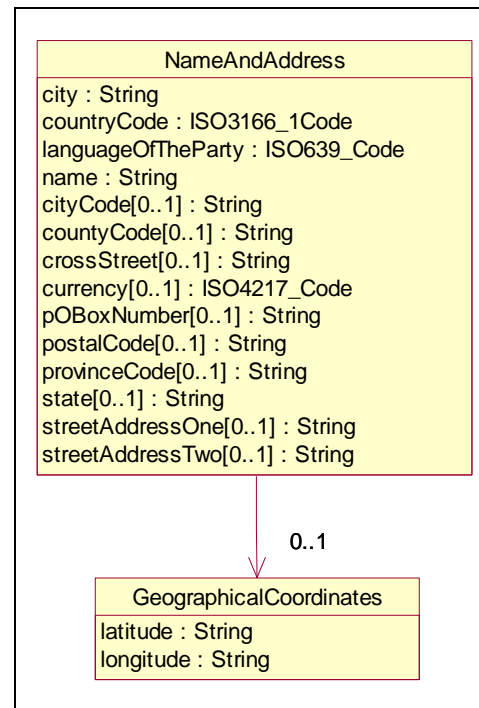 NameAndAddress
city : String
countryCode : ISO3166_1Code
languageOfTheParty : ISO639_Code
name : String
cityCode[0..1] : String
countyCode[0..1] : String
crossStreet[0..1] : String
currency[0..1] : ISO4217_Code
pOBoxNumber[0..1] : String
postalCode[0..1] : String
provinceCode[0..1] : String
state[0..1] : String
streetAddressOne[0..1] : String
streetAddressTwo[0..1] : String
0..1
GeographicalCoordinates
latitude : String
longitude : String